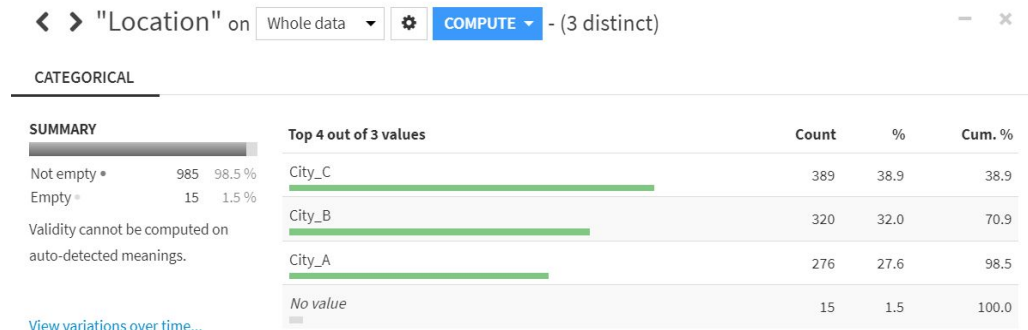 "Location" on Whole data COMPUTE - (3 distinct)
CATEGORICAL
SUMMARY
Not empty 985 98.5 %
Empty 15 1.5 %
Validity cannot be computed on
auto-detected meanings.
View variations over time...
Top 4 out of 3 values Count % Cum. %
City_C 389 38.9 38.9
City_B 320 32.0 70.9
City_A 276 27.6 98.5
No value 15 1.5 100.0